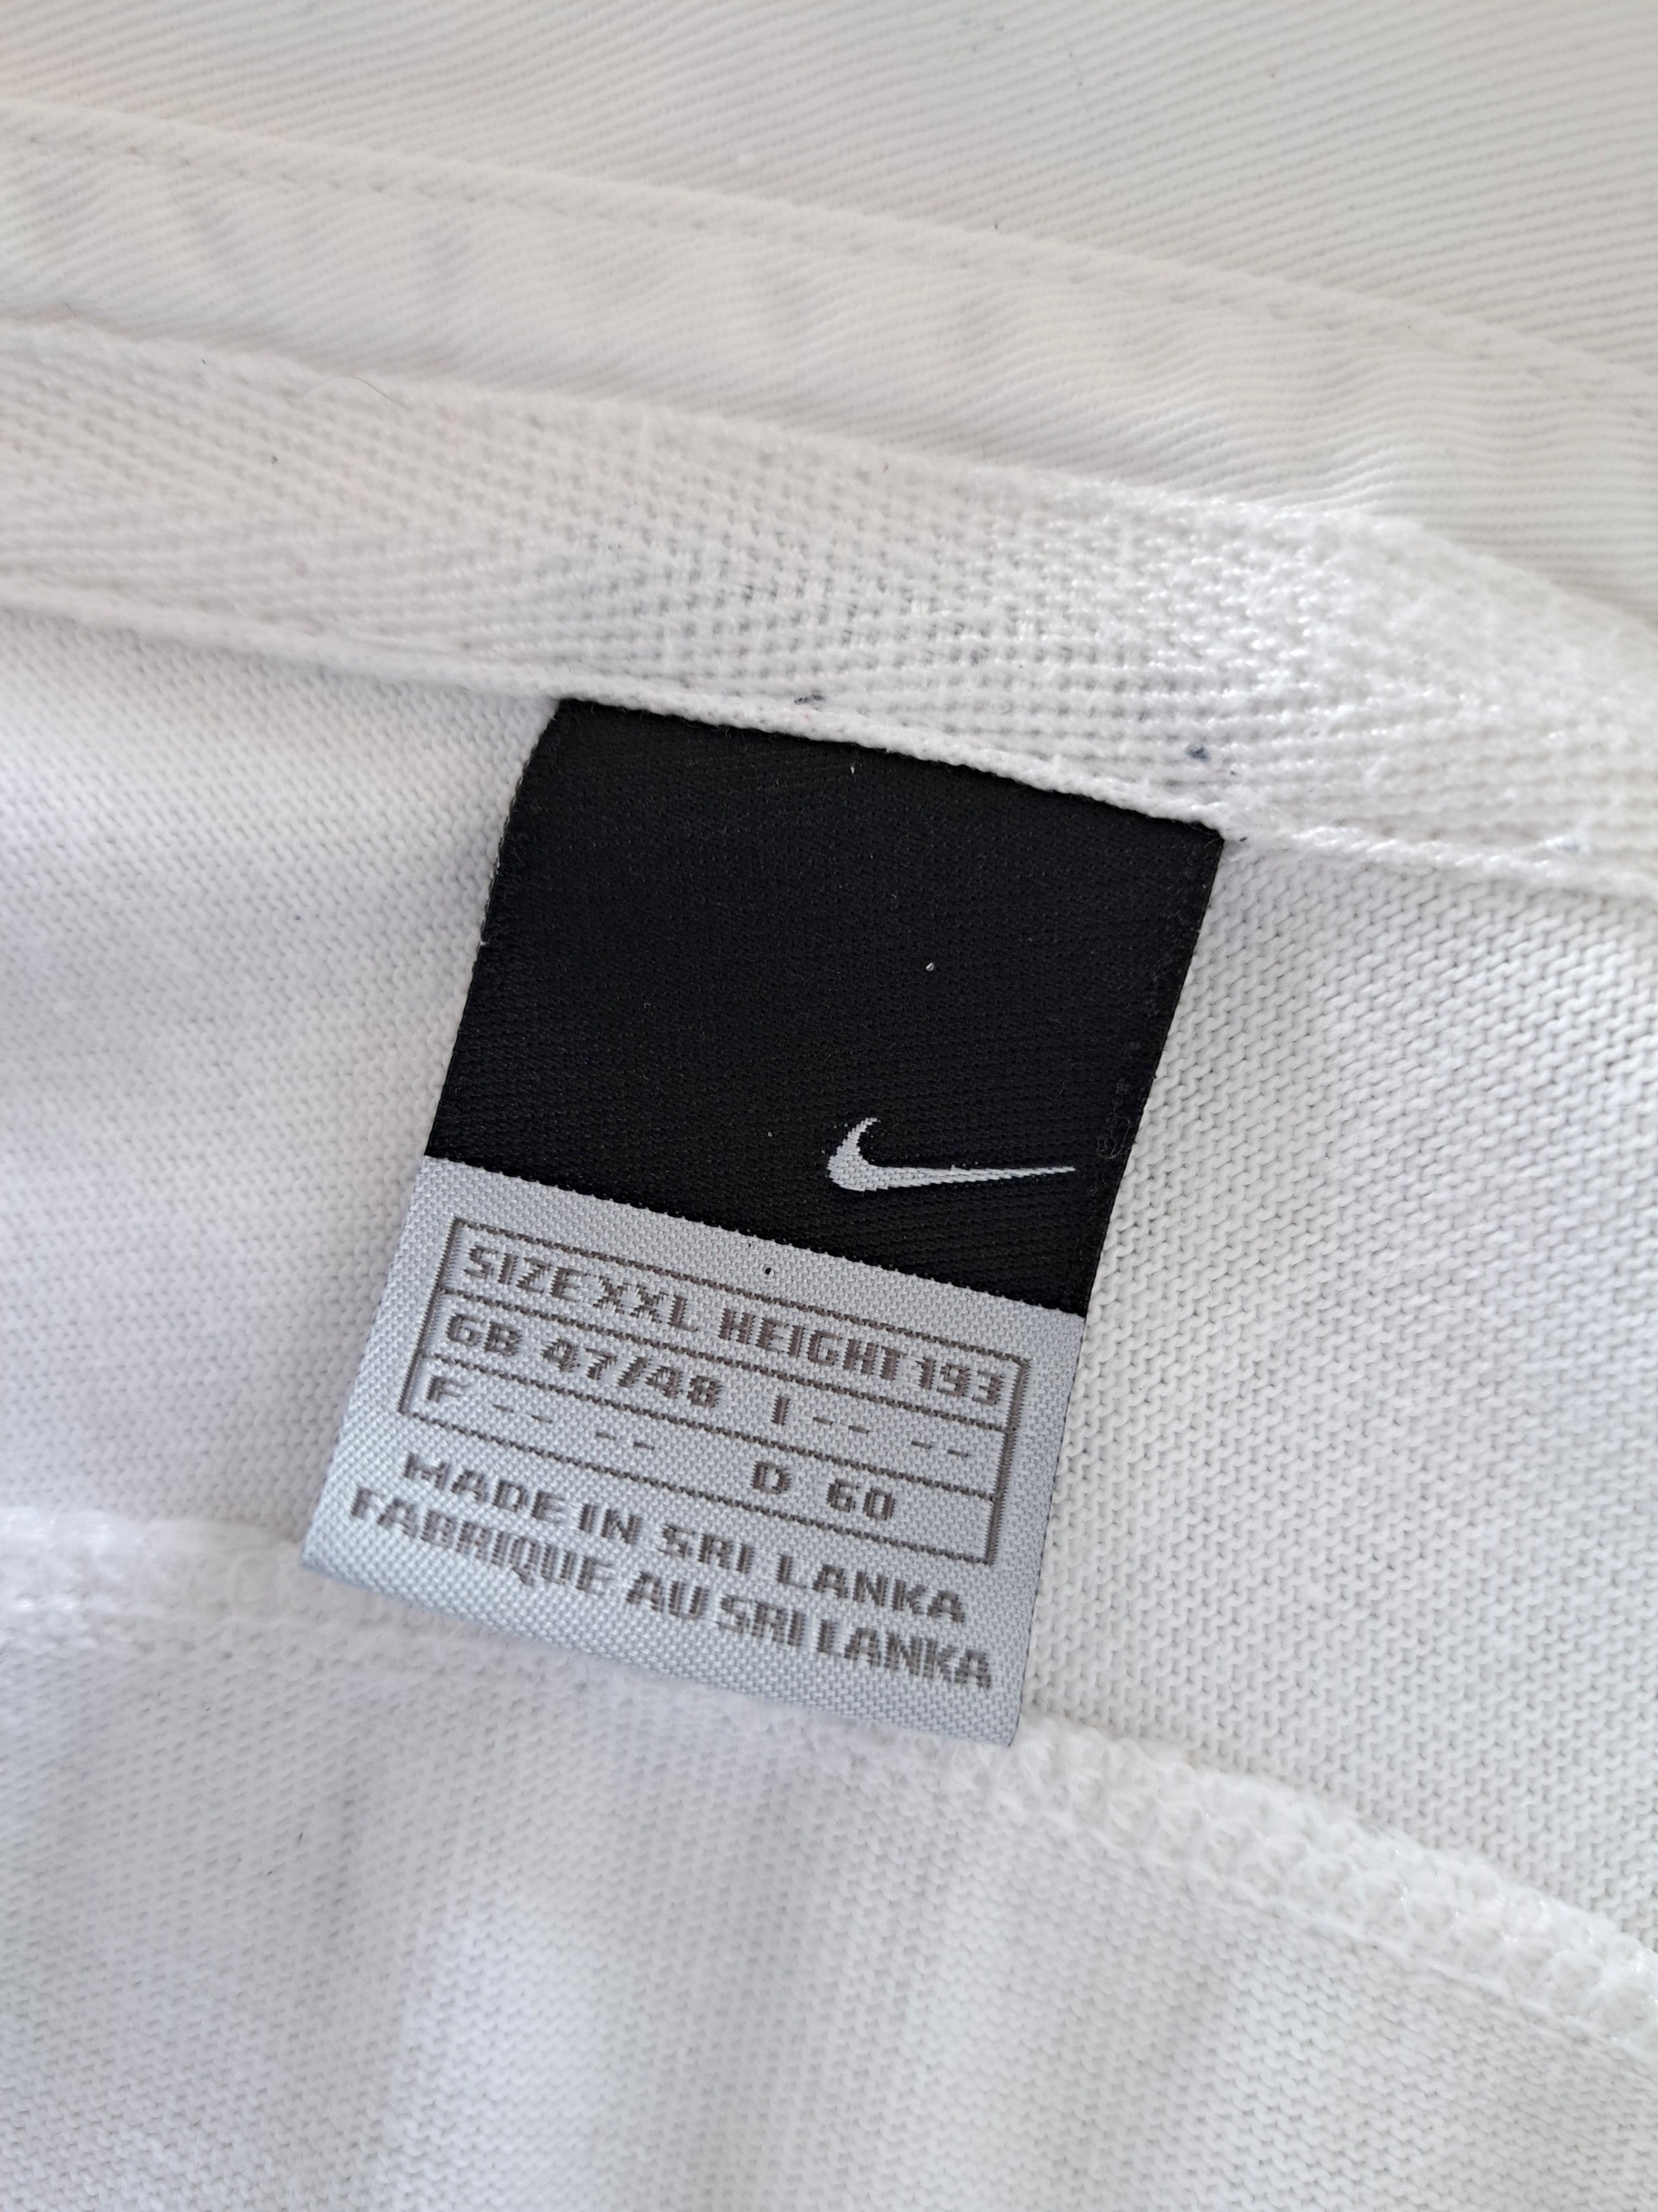 SIZE XXL HEIGHT 193
GB 47/48 I -- --
F -- -- D 60
MADE IN SRI LANKA
FABRIQUE AU SRI LANKA